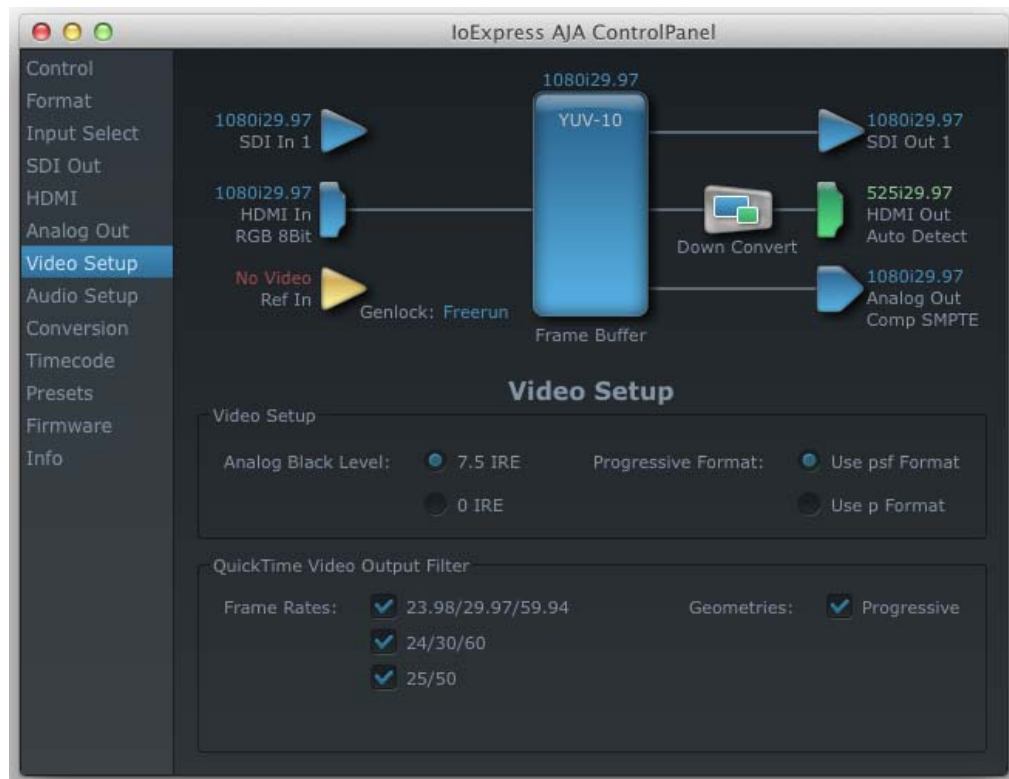 IoExpress AJA ControlPanel
Control
Format
Input Select
SDI Out
HDMI
Analog Out
Video Setup
Audio Setup
Conversion
Timecode
Presets
Firmware
Info
1080i29.97
YUV-10
Frame Buffer
1080i29.97
SDI In 1
1080i29.97
HDMI In
RGB 8Bit
No Video
Ref In
Genlock: Freerun
1080i29.97
SDI Out 1
Down Convert
525i29.97
HDMI Out
Auto Detect
1080i29.97
Analog Out
Comp SMPTE
Video Setup
Video Setup
Analog Black Level: 7.5 IRE
0 IRE
Progressive Format: Use psf Format
Use p Format
QuickTime Video Output Filter
Frame Rates: 23.98/29.97/59.94
24/30/60
25/50
Geometries: Progressive